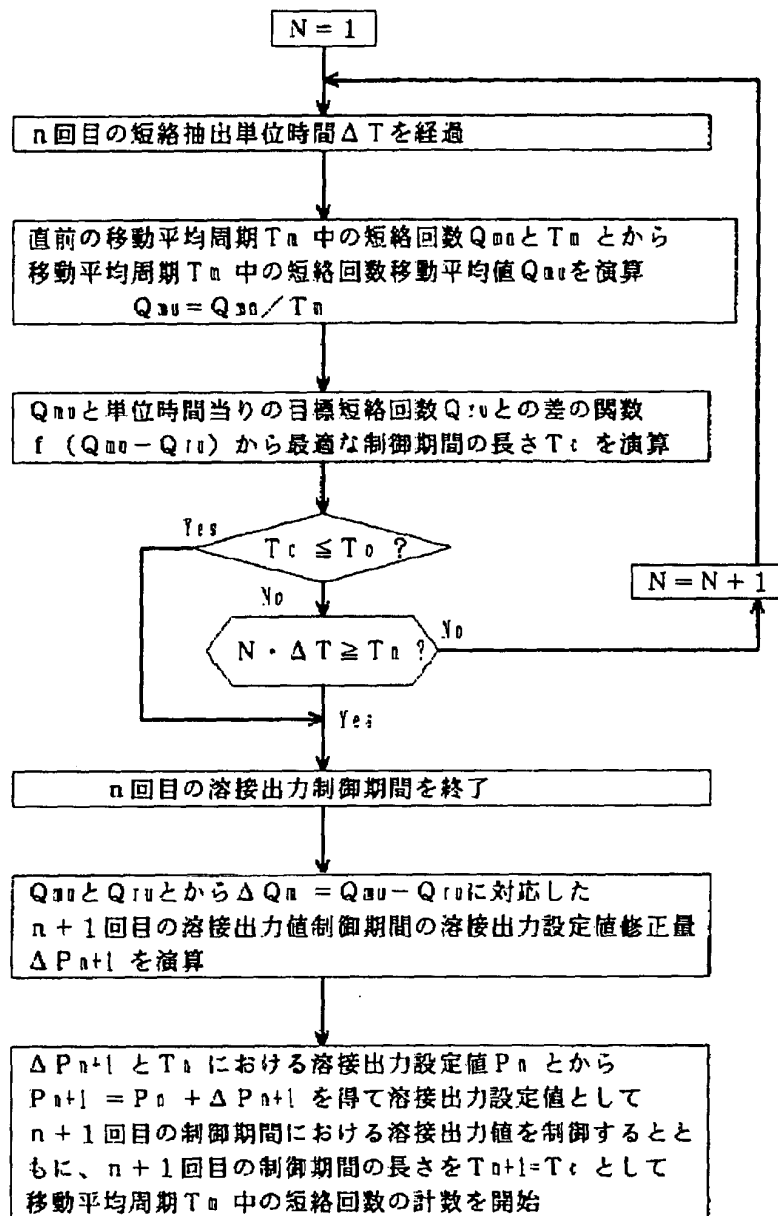 N=1
n回目の短絡抽出単位時間ΔTを経過
直前の移動平均周期Tm 中の短絡回数QmnとTm とから
移動平均周期Tm 中の短絡回数移動平均値Qmuを演算
Qmu=Qmn/Tm
Qmuと単位時間当りの目標短絡回数Qruとの差の関数
f (Qmu-Qru)から最適な制御期間の長さTc を演算
Yes
Tc≦To ?
No
N=N+1
N・ΔT≧Tn ?
No
Yes
n回目の溶接出力制御期間を終了
QmuとQruとからΔQm =Qmu-Qruに対応した
n+1回目の溶接出力値制御期間の溶接出力設定値修正量
ΔPn+1 を演算
ΔPn+1 とTn における溶接出力設定値Pn とから
Pn+1 =Pn +ΔPn+1 を得て溶接出力設定値として
n+1回目の制御期間における溶接出力値を制御するとと
もに、n+1回目の制御期間の長さをTn+1=Tc として
移動平均周期Tm 中の短絡回数の計数を開始